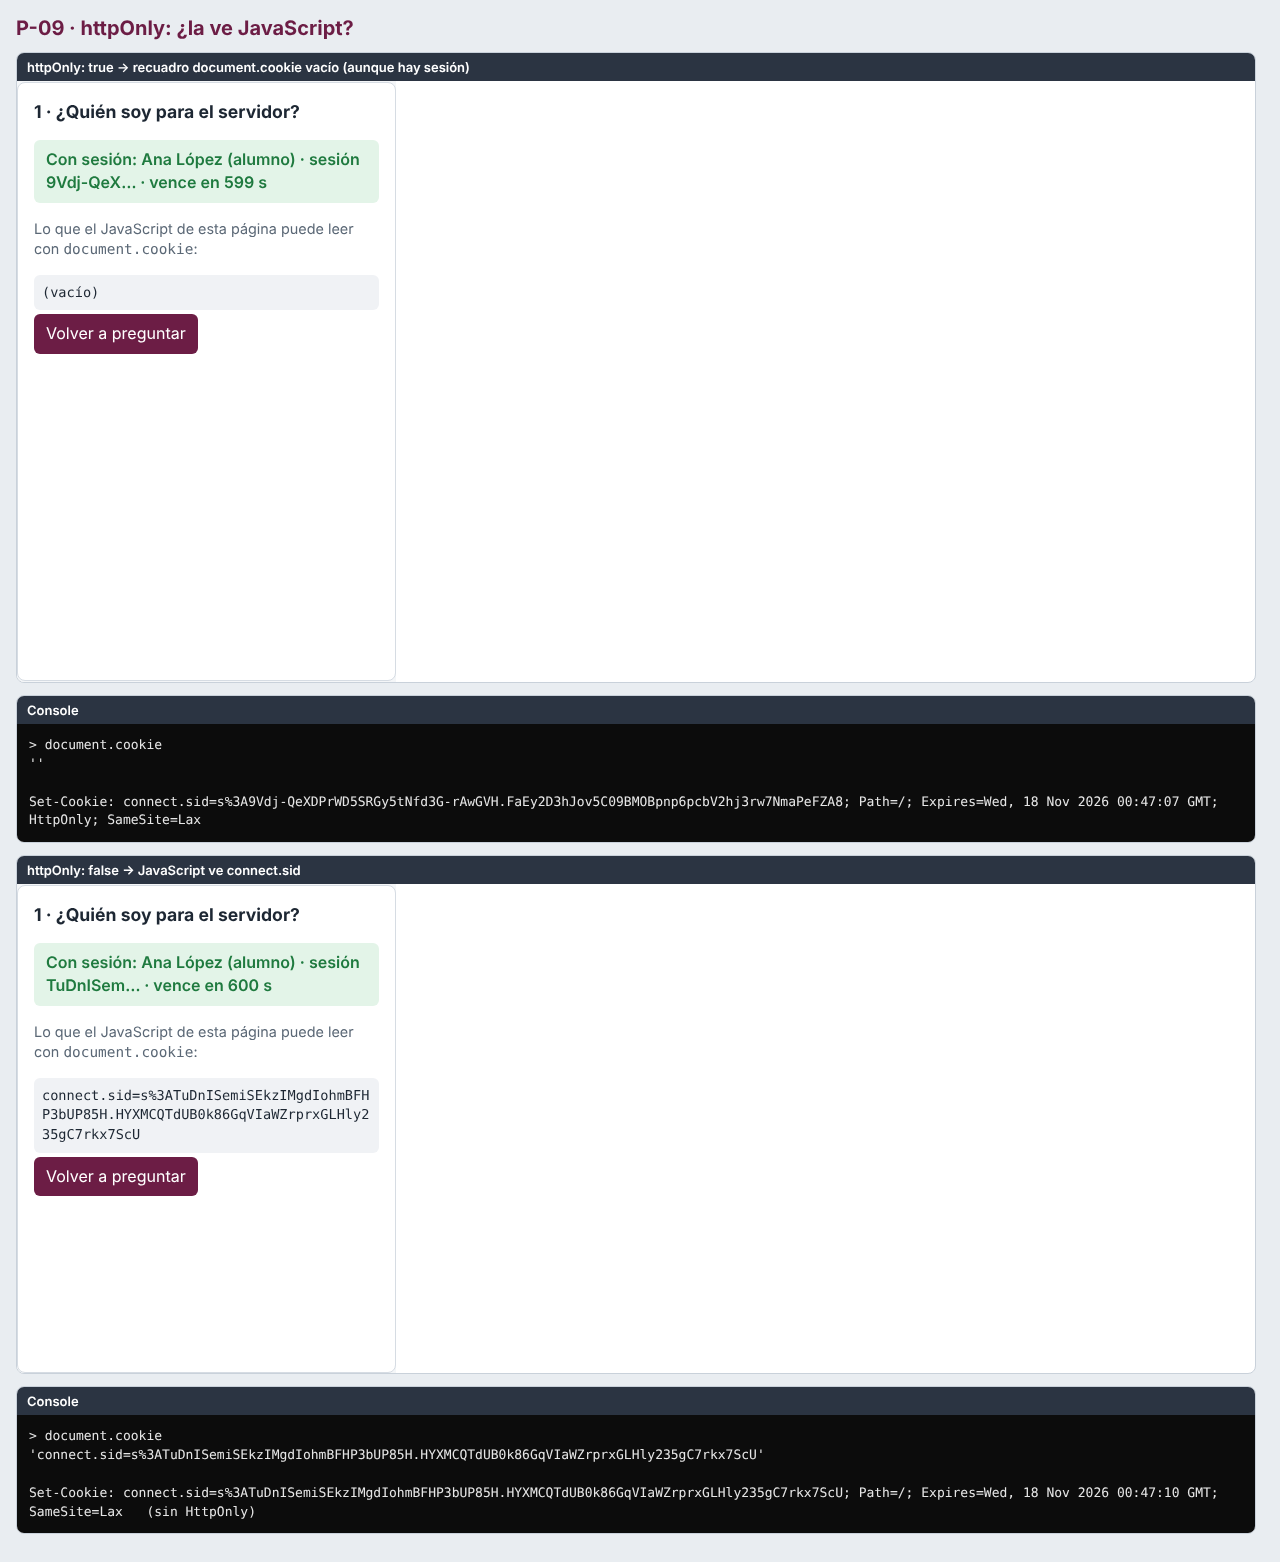 P-09 · httpOnly: ¿la ve JavaScript?
httpOnly: true → recuadro document.cookie vacío (aunque hay sesión)
1 · ¿Quién soy para el servidor?
Con sesión: Ana López (alumno) · sesión
9Vdj-QeX... · vence en 599 s
Lo que el JavaScript de esta página puede leer
con document.cookie:
(vacío)
Volver a preguntar
Console
> document.cookie
''
Set-Cookie: connect.sid=s%3A9Vdj-QeXDPrWD5SRGy5tNfd3G-rAwGVH.FaEy2D3hJov5C09BMOBpnp6pcbV2hj3rw7NmaPeFZA8; Path=/; Expires=Wed, 18 Nov 2026 00:47:07 GMT;
HttpOnly; SameSite=Lax
httpOnly: false → JavaScript ve connect.sid
1 · ¿Quién soy para el servidor?
Con sesión: Ana López (alumno) · sesión
TuDnISem... · vence en 600 s
Lo que el JavaScript de esta página puede leer
con document.cookie:
connect.sid=s%3ATuDnISemiSEkzIMgdIohmBFH
P3bUP85H.HYXMCQTdUB0k86GqVIaWZrprxGLHly2
35gC7rkx7ScU
Volver a preguntar
Console
> document.cookie
'connect.sid=s%3ATuDnISemiSEkzIMgdIohmBFHP3bUP85H.HYXMCQTdUB0k86GqVIaWZrprxGLHly235gC7rkx7ScU'
Set-Cookie: connect.sid=s%3ATuDnISemiSEkzIMgdIohmBFHP3bUP85H.HYXMCQTdUB0k86GqVIaWZrprxGLHly235gC7rkx7ScU; Path=/; Expires=Wed, 18 Nov 2026 00:47:10 GMT;
SameSite=Lax   (sin HttpOnly)